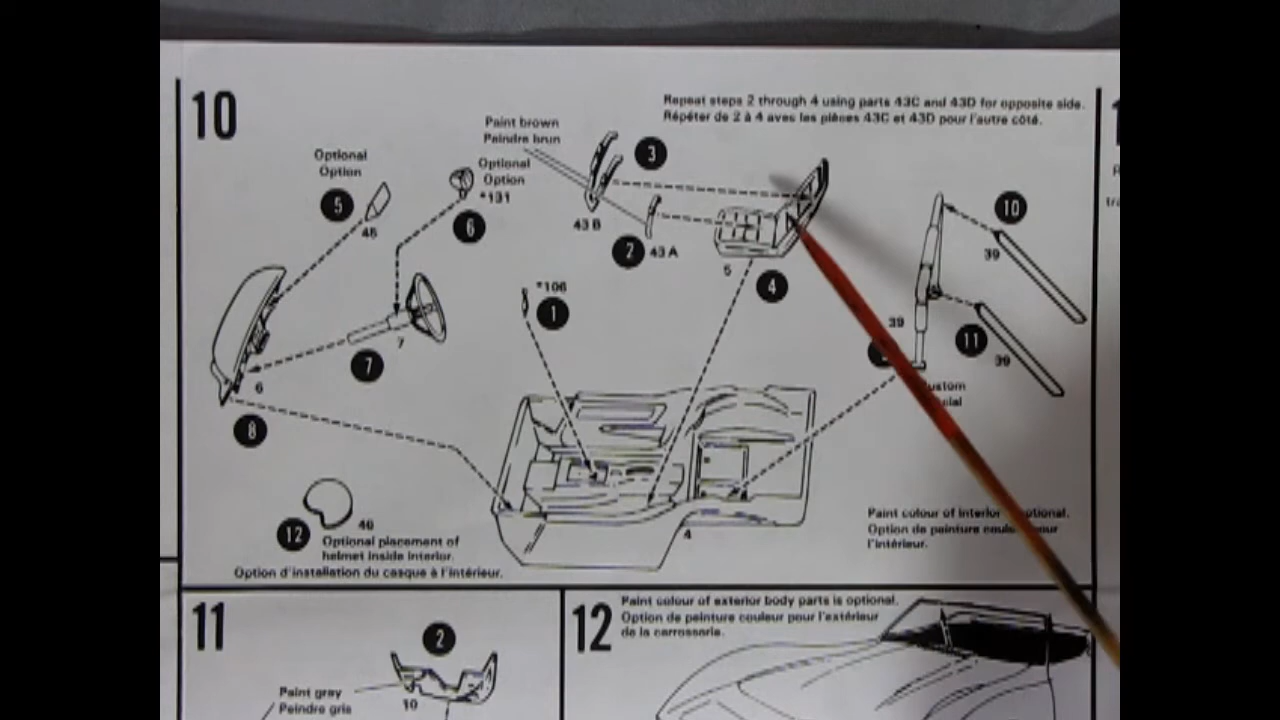 10
Repeat steps 2 through 4 using parts 43C and 43D for opposite side.
Répéter de 2 à 4 avec les pièces 43C et 43D pour l'autre côté.
Paint brown
Peindre brun
Optional
Option
5
45
Optional
Option
*131
6
3
43 B
2
43 A
5
4
10
39
*106
1
7
7
39
11
39
6
8
12
46
Optional placement of
helmet inside interior.
Option d'installation du casque à l'intérieur.
4
Paint colour of interior optional.
Option de peinture pour
l'intérieur.
11
2
Paint gray
Peindre gris
10
12
Paint colour of exterior body parts is optional.
Option de peinture couleur pour l'extérieur
de la carrosserie.